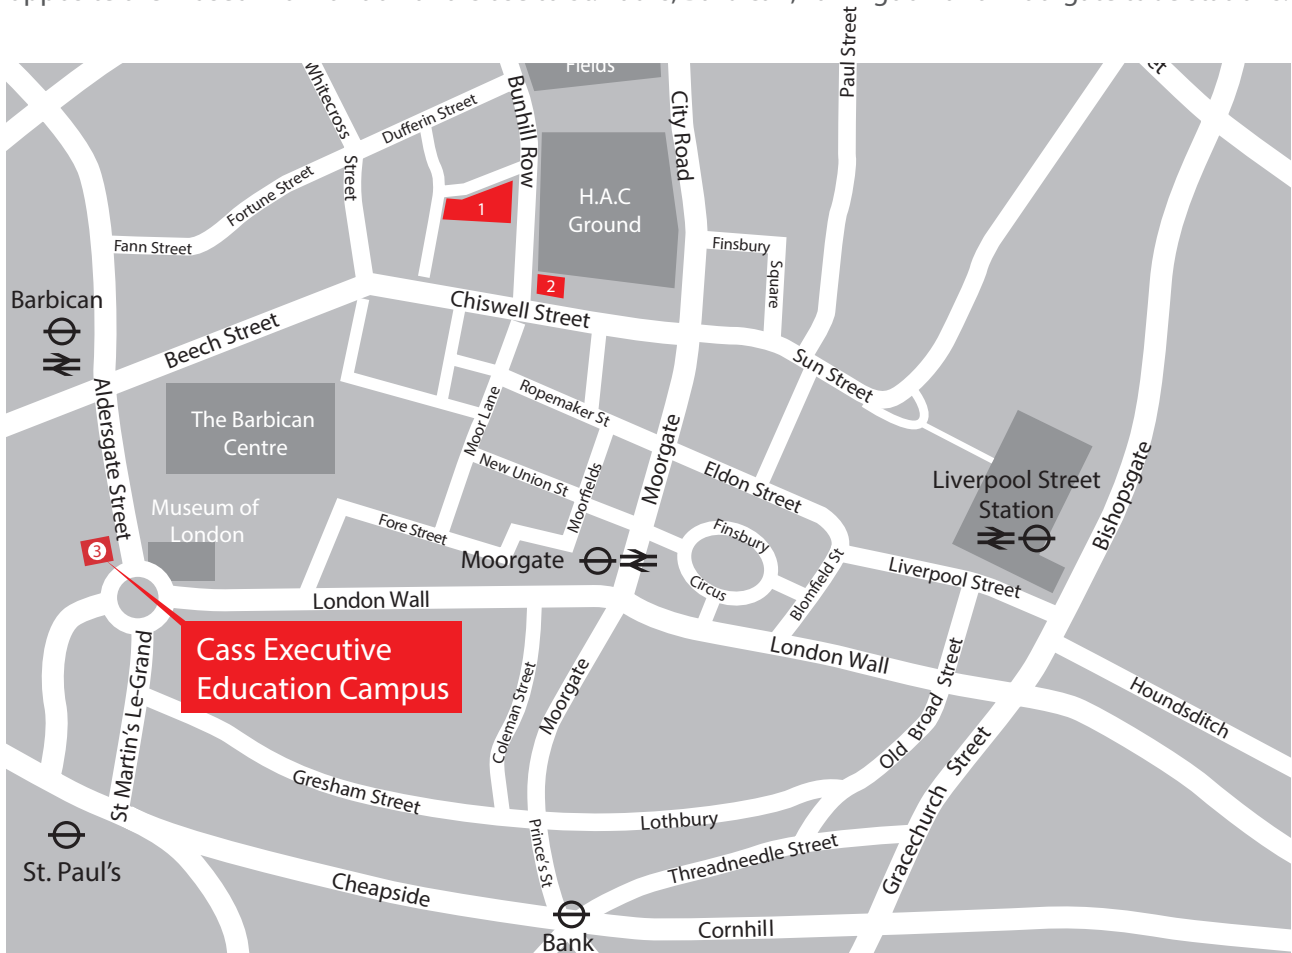 Paul Street
Fields
Whitecross
Street
Dufferin Street
Bunhill Row
City Road
Fortune Street
1
H.A.C
Ground
Fann Street
Finsbury
Square
Barbican
2
Chiswell Street
Beech Street
Sun Street
Aldersgate Street
The Barbican
Centre
Moor Lane
Ropemaker St
Moorgate
New Union St
Moorfields
Eldon Street
Liverpool Street
Station
Bishopsgate
Museum of
London
Fore Street
Finsbury
Circus
3
Moorgate
Blomfield St
Liverpool Street
London Wall
Cass Executive
Education Campus
London Wall
St Martin's Le-Grand
Coleman Street
Moorgate
Old Broad Street
Houndsditch
Gresham Street
Lothbury
Gracechurch Street
Prince's St
Threadneedle Street
St. Paul's
Cheapside
Cornhill
Bank